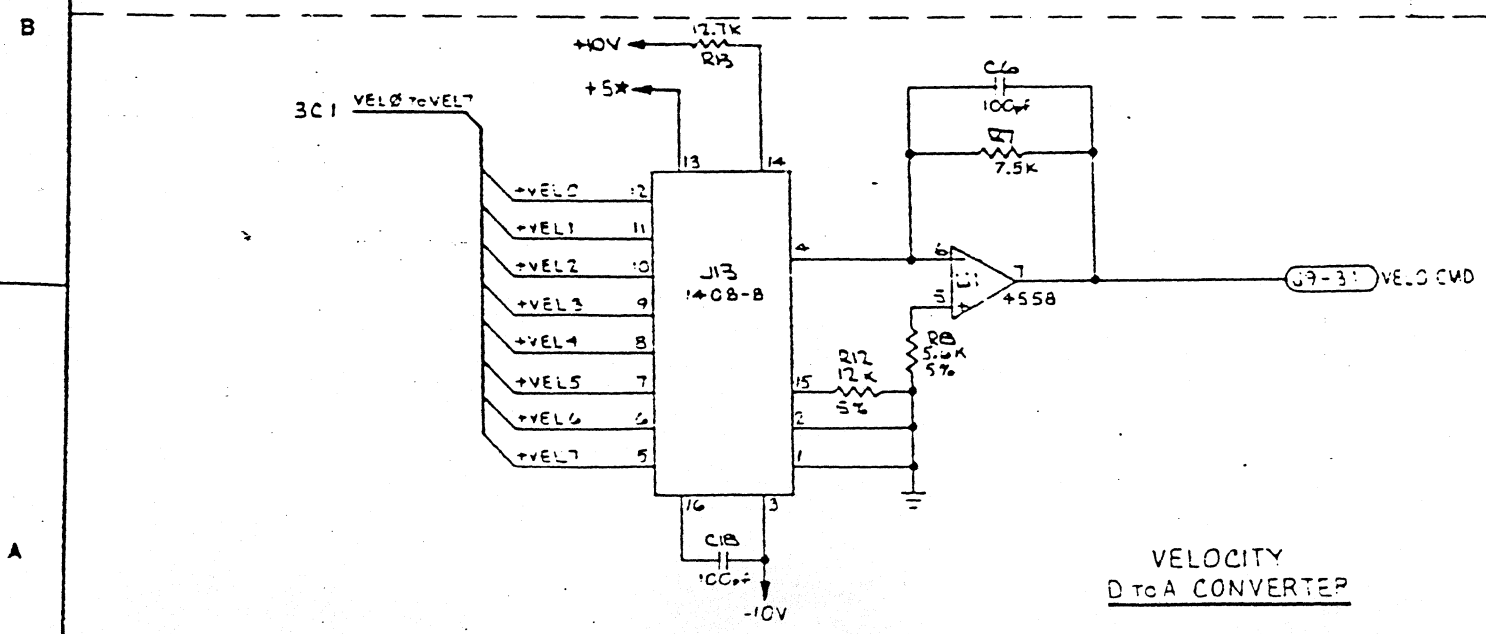 B
+10V
12.7K
R13
+5*
C6
100pf
3C1
VELØ TO VEL7
R7
7.5K
13
14
+VEL0 12
+VEL1 11
+VEL2 10
+VEL3 9
+VEL4 8
+VEL5 7
+VEL6 6
+VEL7 5
1408-8
4
6
5
7
4558
VELO CMD
R8
5.6K
5%
R12
12K
5%
15
2
1
16
3
C18
100pf
-10V
A
VELOCITY
D TO A CONVERTER